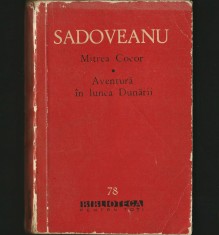 SADOVEANU
Mitrea Cocor
Aventură
în lunca Dunării
78
BIBLIOTECA
PENTRU TOȚI